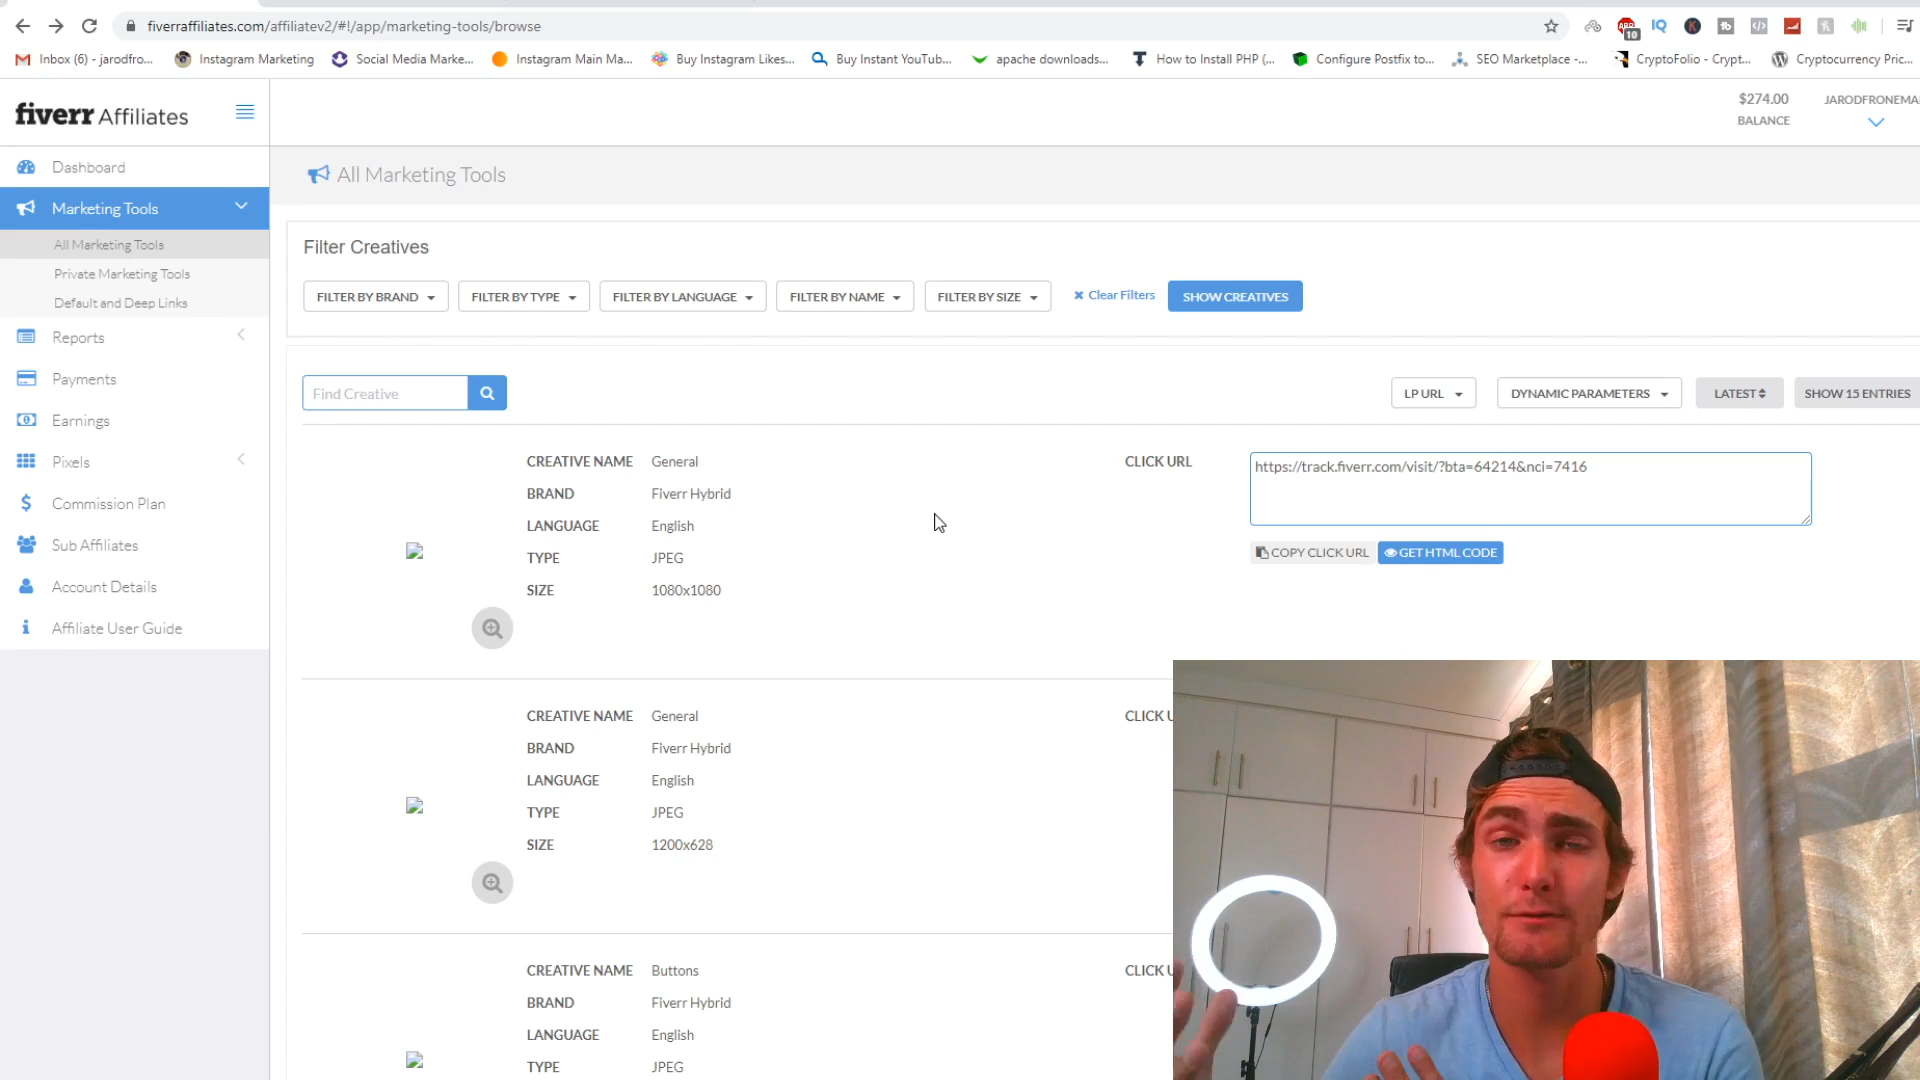 fiverraffiliates.com/affiliatev2/#!/app/marketing-tools/browse
10
Inbox (6) - jarodfro...
Instagram Marketing
Social Media Marke...
Instagram Main Ma...
Buy Instagram Likes...
Buy Instant YouTub...
apache downloads...
How to Install PHP (...
Configure Postfix to...
SEO Marketplace -...
CryptoFolio - Crypt...
Cryptocurrency Pric...
fiverr Affiliates
$274.00
BALANCE
JARODFRONEMA
Dashboard
Marketing Tools
All Marketing Tools
Private Marketing Tools
Default and Deep Links
Reports
Payments
Earnings
Pixels
Commission Plan
Sub Affiliates
Account Details
Affiliate User Guide
All Marketing Tools
Filter Creatives
FILTER BY BRAND
FILTER BY TYPE
FILTER BY LANGUAGE
FILTER BY NAME
FILTER BY SIZE
Clear Filters
SHOW CREATIVES
Find Creative
LP URL
DYNAMIC PARAMETERS
LATEST
SHOW 15 ENTRIES
CREATIVE NAME General
BRAND Fiverr Hybrid
LANGUAGE English
TYPE JPEG
SIZE 1080x1080
CLICK URL
https://track.fiverr.com/visit/?bta=64214&nci=7416
COPY CLICK URL
GET HTML CODE
CREATIVE NAME General
BRAND Fiverr Hybrid
LANGUAGE English
TYPE JPEG
SIZE 1200x628
CLICK U
CREATIVE NAME Buttons
BRAND Fiverr Hybrid
LANGUAGE English
TYPE JPEG
CLICK U